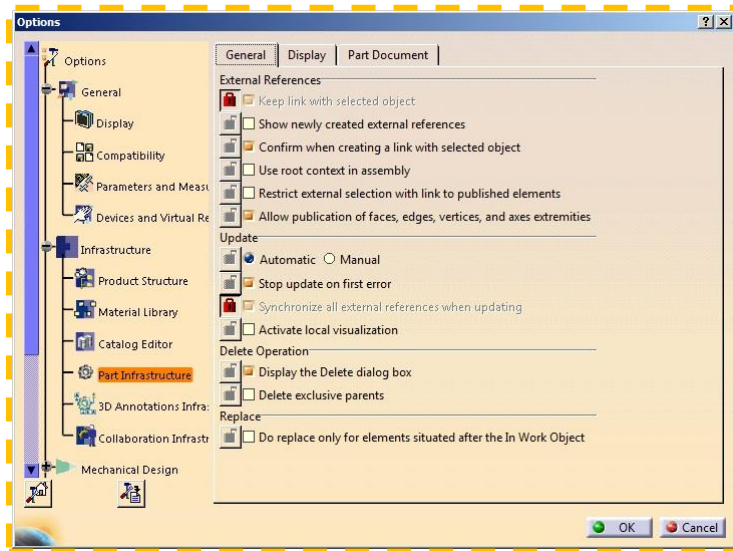 Options
Options
General
Display
Compatibility
Parameters and Measu
Devices and Virtual Re
Infrastructure
Product Structure
Material Library
Catalog Editor
Part Infrastructure
3D Annotations Infra
Collaboration Infrastr
Mechanical Design
General Display Part Document
External References
Keep link with selected object
Show newly created external references
Confirm when creating a link with selected object
Use root context in assembly
Restrict external selection with link to published elements
Allow publication of faces, edges, vertices, and axes extremities
Update
Automatic Manual
Stop update on first error
Synchronize all external references when updating
Activate local visualization
Delete Operation
Display the Delete dialog box
Delete exclusive parents
Replace
Do replace only for elements situated after the In Work Object
OK Cancel